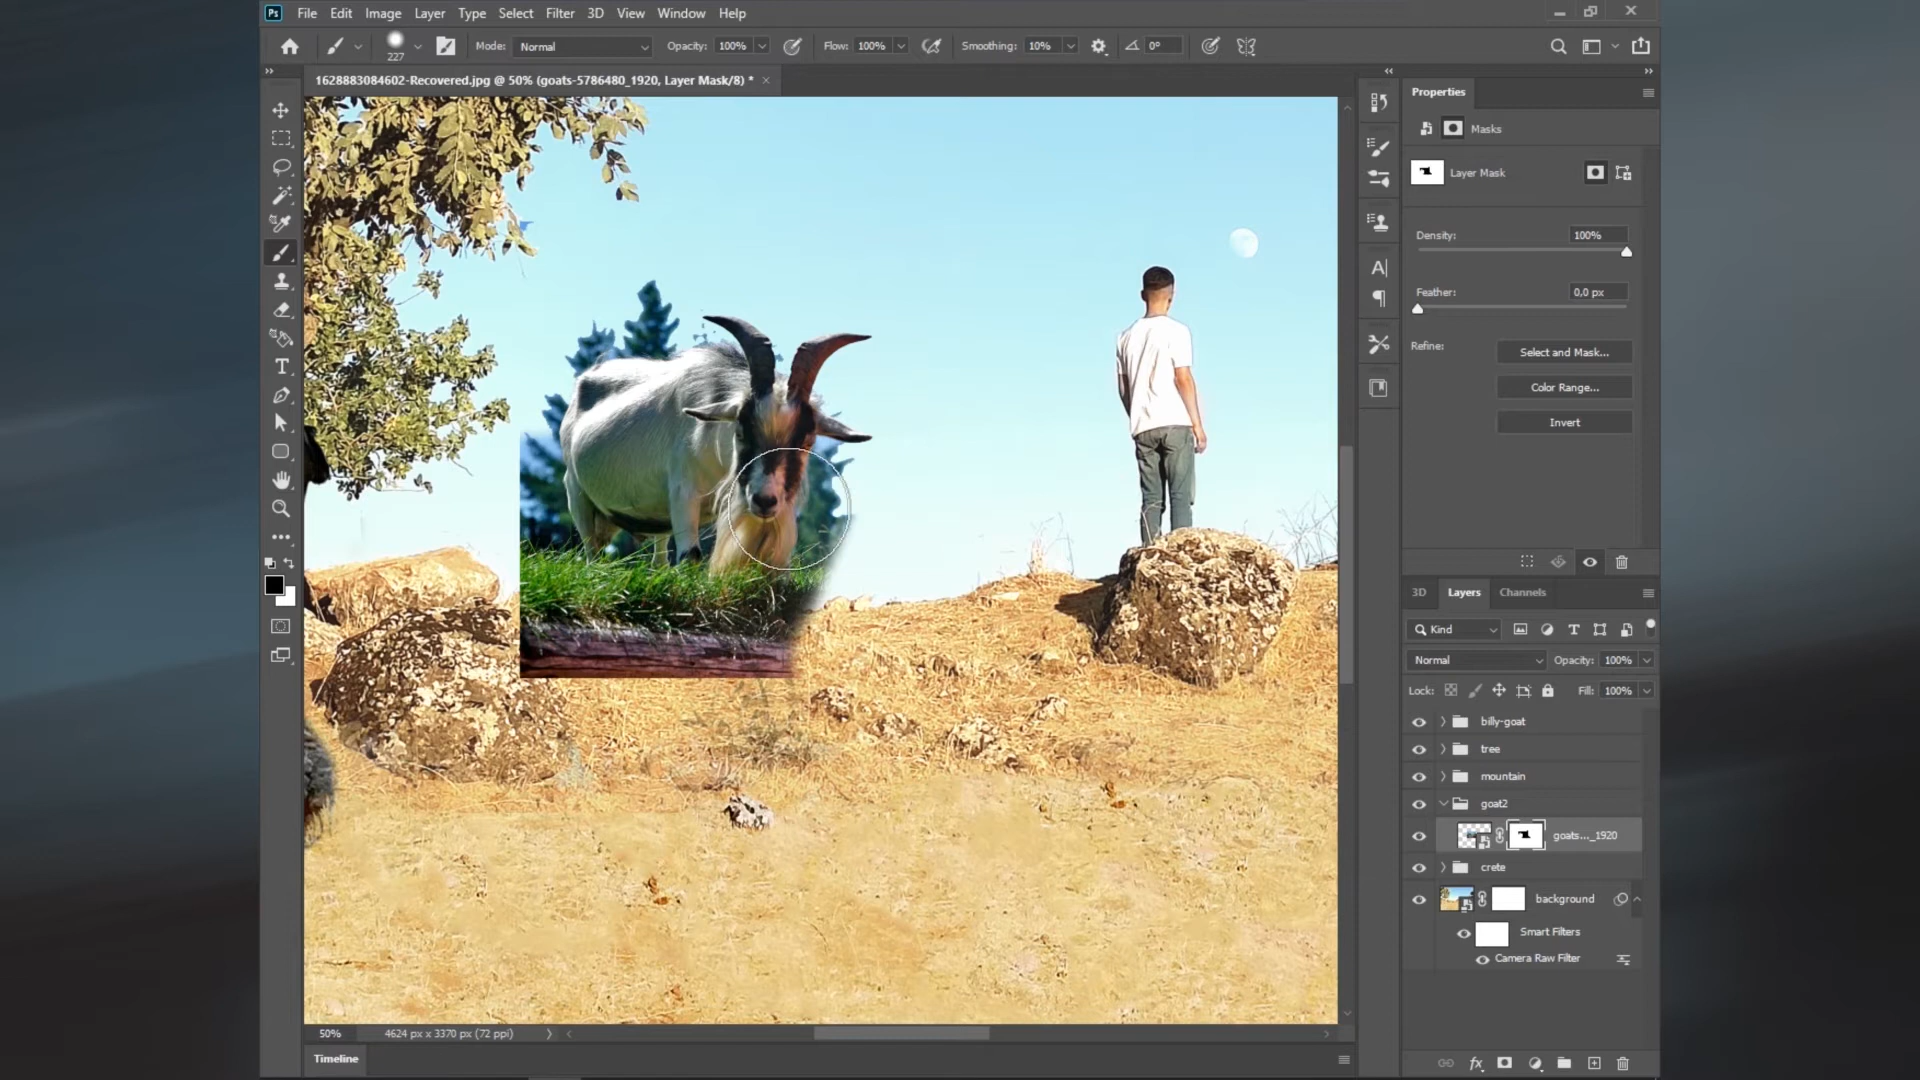 Ps File Edit Image Layer Type Select Filter 3D View Window Help
227 Mode: Normal Opacity: 100% Flow: 100% Smoothing: 10% 0°
1628883084602-Recovered.jpg @ 50% (goats-5786480_1920, Layer Mask/8) *
Properties
Masks
Layer Mask
Density: 100%
Feather: 0,0 px
Refine: Select and Mask...
Color Range...
Invert
3D Layers Channels
Kind
Normal Opacity: 100%
Lock: Fill: 100%
billy-goat
tree
mountain
goat2
goats..._1920
crete
background
Smart Filters
Camera Raw Filter
50% 4624 px x 3370 px (72 ppi)
Timeline